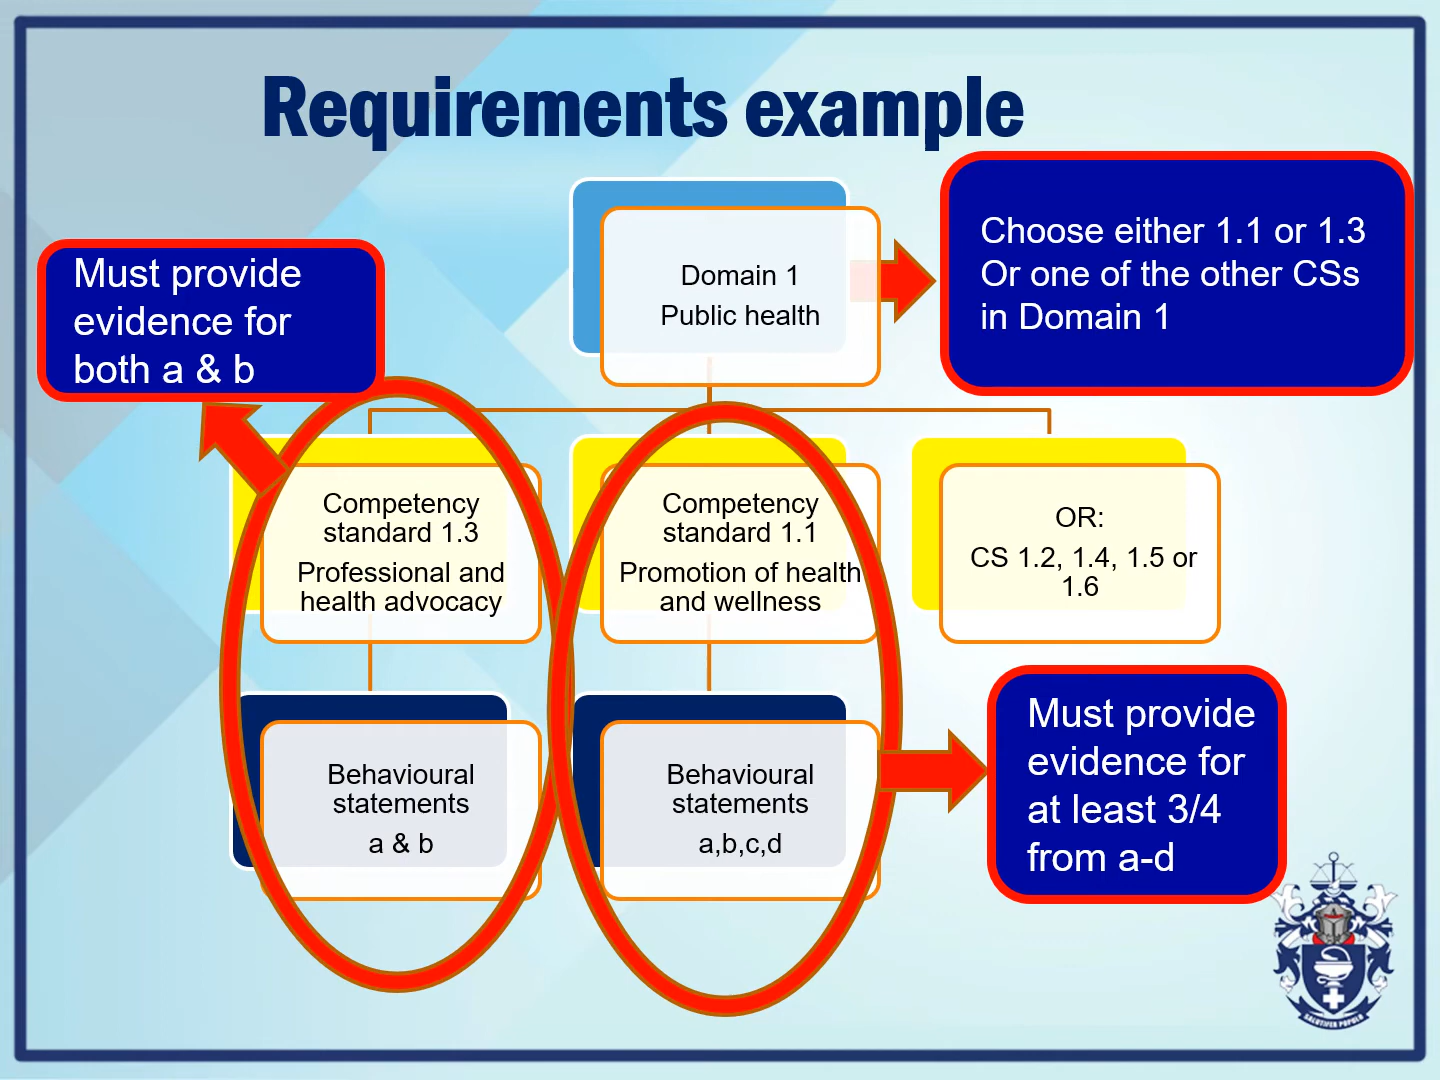 Requirements example
Choose either 1.1 or 1.3
Or one of the other CSs
in Domain 1
Must provide
evidence for
both a & b
Domain 1
Public health
Competency
standard 1.3
Professional and
health advocacy
Competency
standard 1.1
Promotion of health
and wellness
OR:
CS 1.2, 1.4, 1.5 or
1.6
Behavioural
statements
a & b
Behavioural
statements
a,b,c,d
Must provide
evidence for
at least 3/4
from a-d
SALUTIFER POPULO